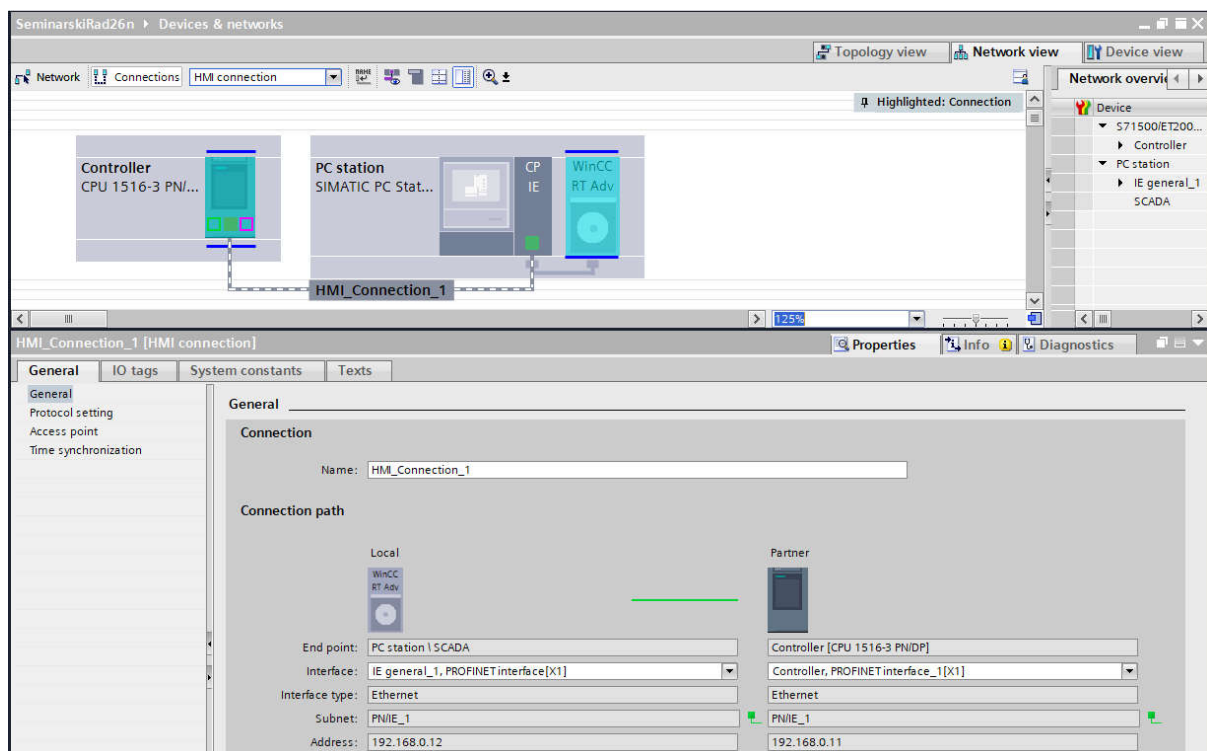 SeminarskiRad26n ▸ Devices & networks
Topology view Network view Device view
Network Connections HMI connection
Network overvie
Highlighted: Connection
Device
S71500/ET200...
Controller
PC station
IE general_1
SCADA
Controller
CPU 1516-3 PN/...
PC station
SIMATIC PC Stat...
CP
IE
WinCC
RT Adv
HMI_Connection_1
125%
HMI_Connection_1 [HMI connection]
Properties Info Diagnostics
General IO tags System constants Texts
General
Protocol setting
Access point
Time synchronization
General
Connection
Name: HMI_Connection_1
Connection path
Local Partner
WinCC
RT Adv
End point: PC station \ SCADA Controller [CPU 1516-3 PN/DP]
Interface: IE general_1, PROFINET interface[X1] Controller, PROFINET interface_1[X1]
Interface type: Ethernet Ethernet
Subnet: PN/IE_1 PN/IE_1
Address: 192.168.0.12 192.168.0.11